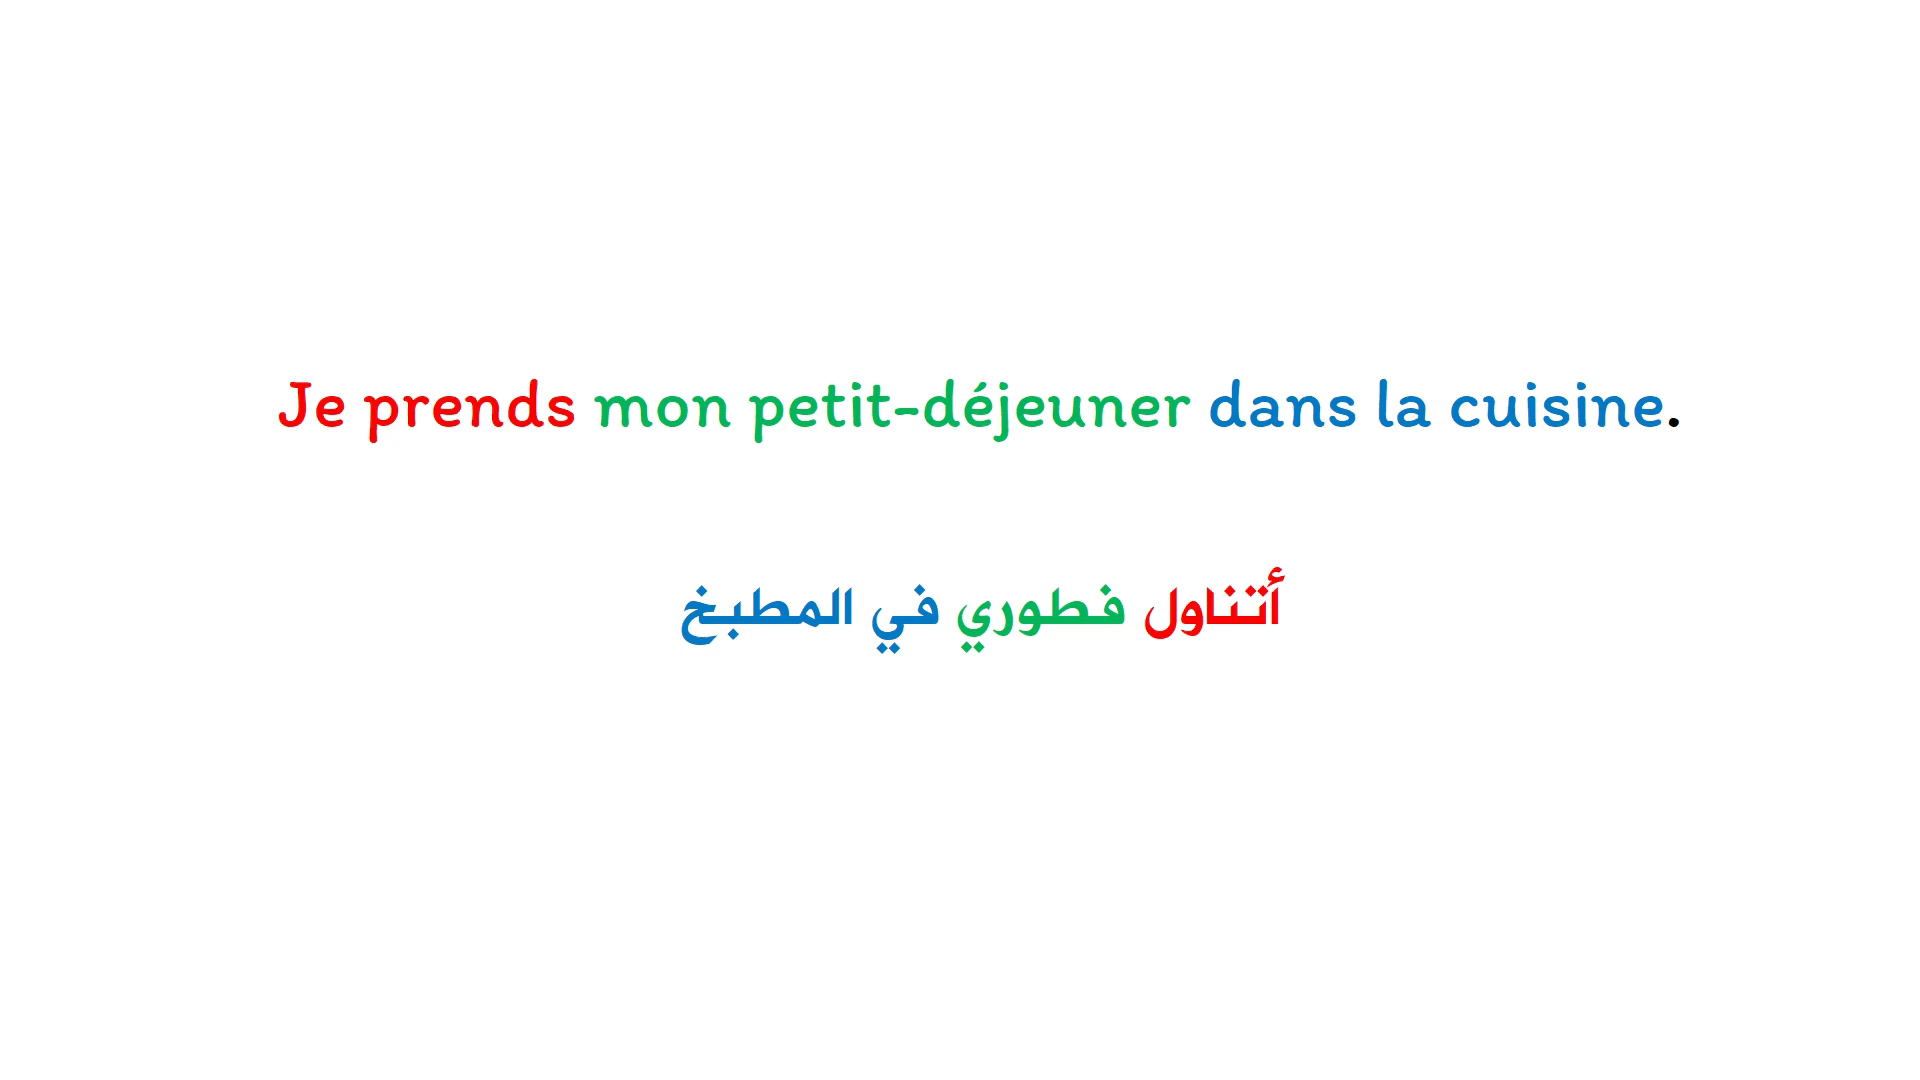 Je prends mon petit-déjeuner dans la cuisine.
أتناول فطوري في المطبخ